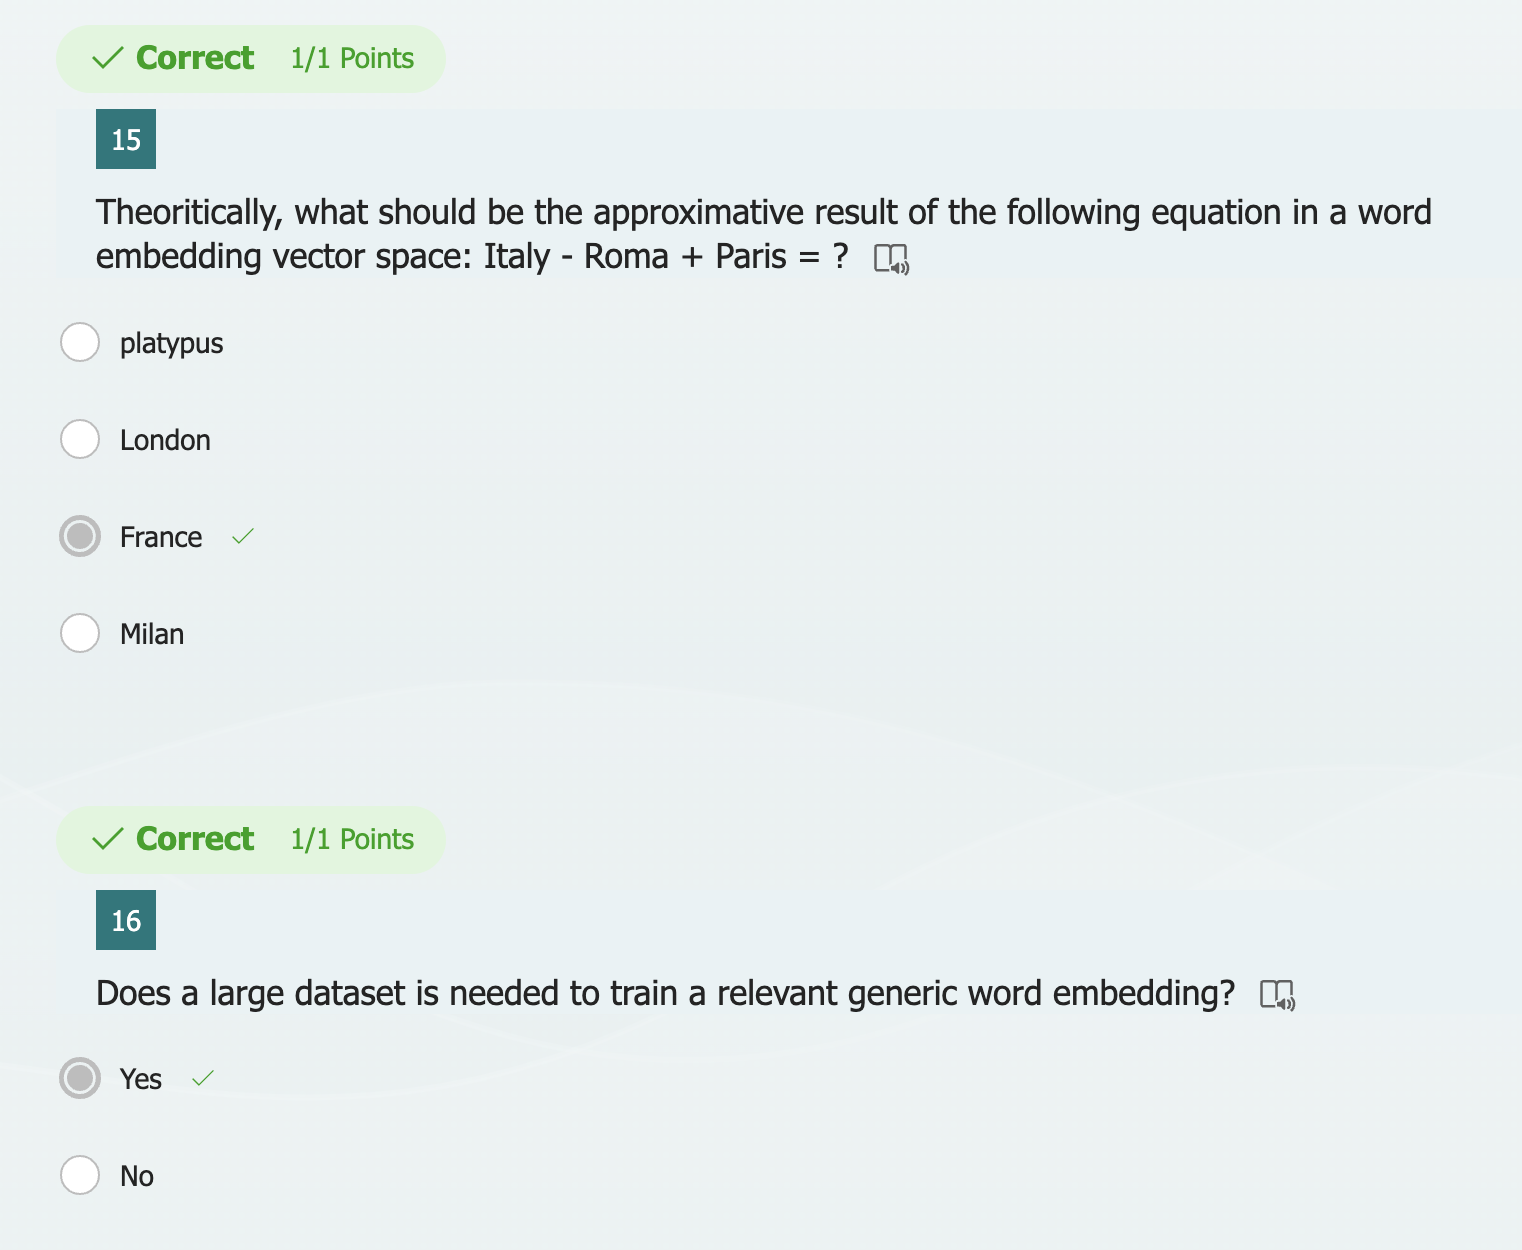 Correct 1/1 Points
15
Theoritically, what should be the approximative result of the following equation in a word
embedding vector space: Italy - Roma + Paris = ?
platypus
London
France
Milan
Correct 1/1 Points
16
Does a large dataset is needed to train a relevant generic word embedding?
Yes
No